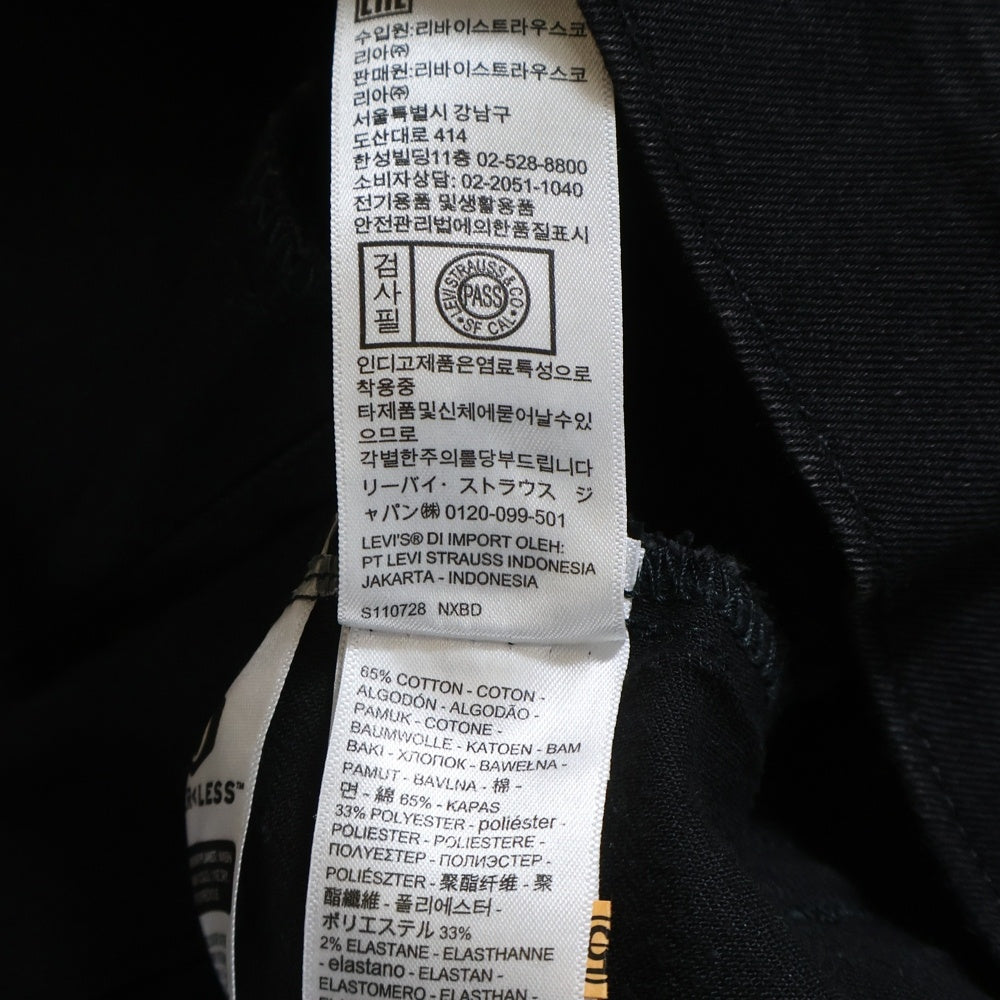 EAC
수입원:리바이스트라우스코
리아㈜
판매원:리바이스트라우스코
리아㈜
서울특별시 강남구
도산대로 414
한성빌딩11층 02-528-8800
소비자상담: 02-2051-1040
전기용품 및생활용품
안전관리법에의한품질표시
검
사
필
LEVI STRAUSS & CO
PASS
SF CAL
인디고제품은염료특성으로
착용중
타제품및신체에묻어날수있
으므로
각별한주의를당부드립니다
リーバイ・ストラウス ジ
ャパン㈱ 0120-099-501
LEVI'S® DI IMPORT OLEH:
PT LEVI STRAUSS INDONESIA
JAKARTA - INDONESIA
S110728 NXBD
65% COTTON - COTON -
ALGODÓN - ALGODÃO -
PAMUK - COTONE -
BAUMWOLLE - KATOEN - BAM
BAKI - ΧΛΟΠΟΚ - BAWEŁNA -
PAMUT - BAVLNA - 棉 -
면 - 綿 65% - KAPAS
33% POLYESTER - poliéster -
POLIESTER - POLIESTERE -
ΠΟΛΥΕΣΤΕΡ - ПОЛИЭСТЕР -
POLIÉSZTER - 聚酯纤维 - 聚
酯纖維 - 폴리에스터 -
ポリエステル 33%
2% ELASTANE - ELASTHANNE
- elastano - ELASTAN -
ELASTOMERO - ELASTHAN -
<LESS™